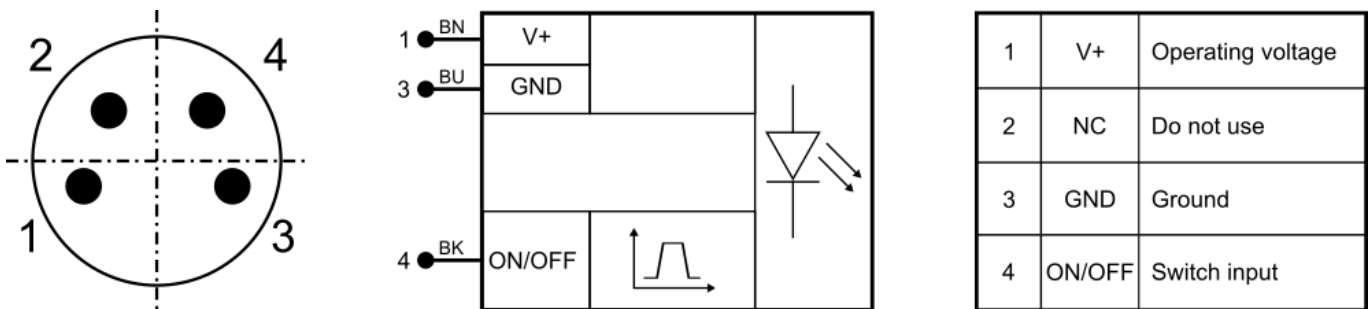 2 4
1 3
1 BN V+
3 BU GND
4 BK ON/OFF
1 V+ Operating voltage
2 NC Do not use
3 GND Ground
4 ON/OFF Switch input